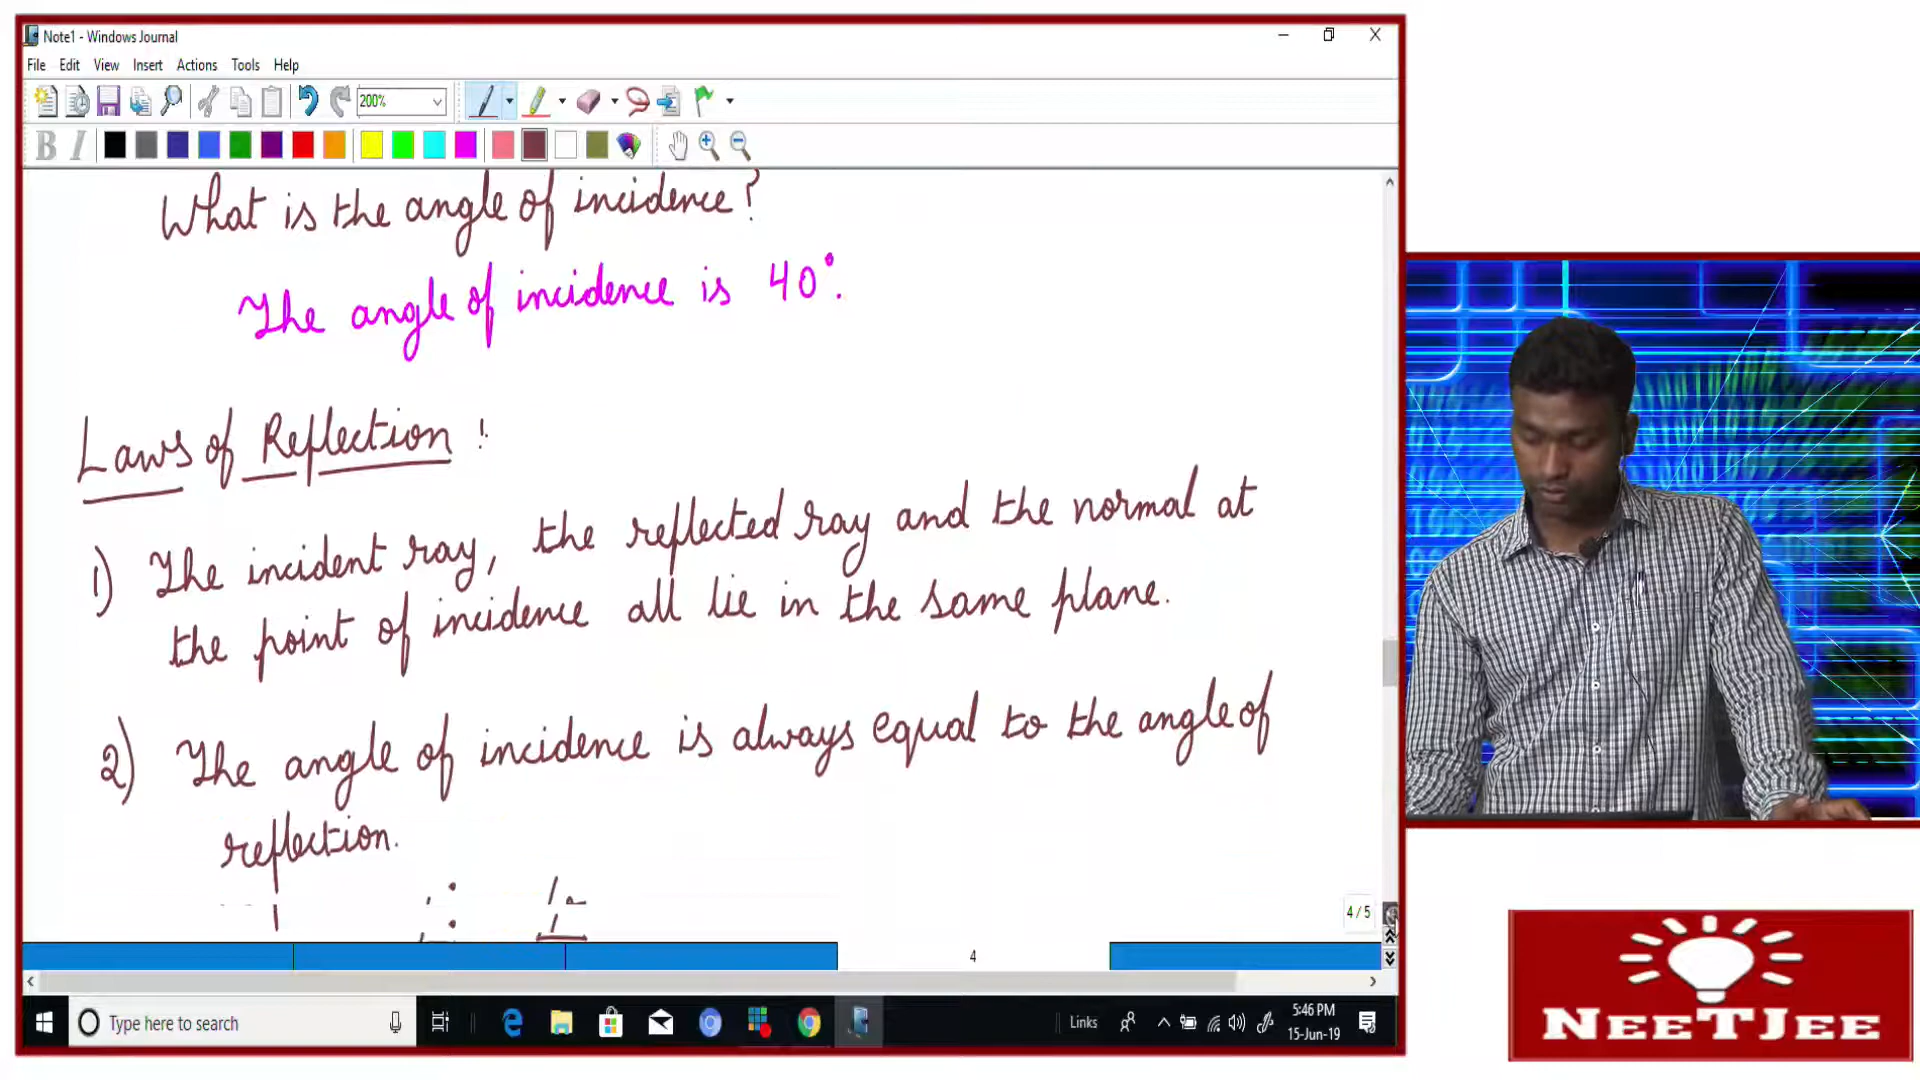 Note1 - Windows Journal
File Edit View Insert Actions Tools Help
200%
B I
What is the angle of incidence?
The angle of incidence is 40°.
Laws of Reflection :
1) The incident ray, the reflected ray and the normal at
the point of incidence all lie in the same plane.
2) The angle of incidence is always equal to the angle of
reflection.
4 / 5
4
Type here to search
Links
5:46 PM
15-Jun-19
NEETJEE